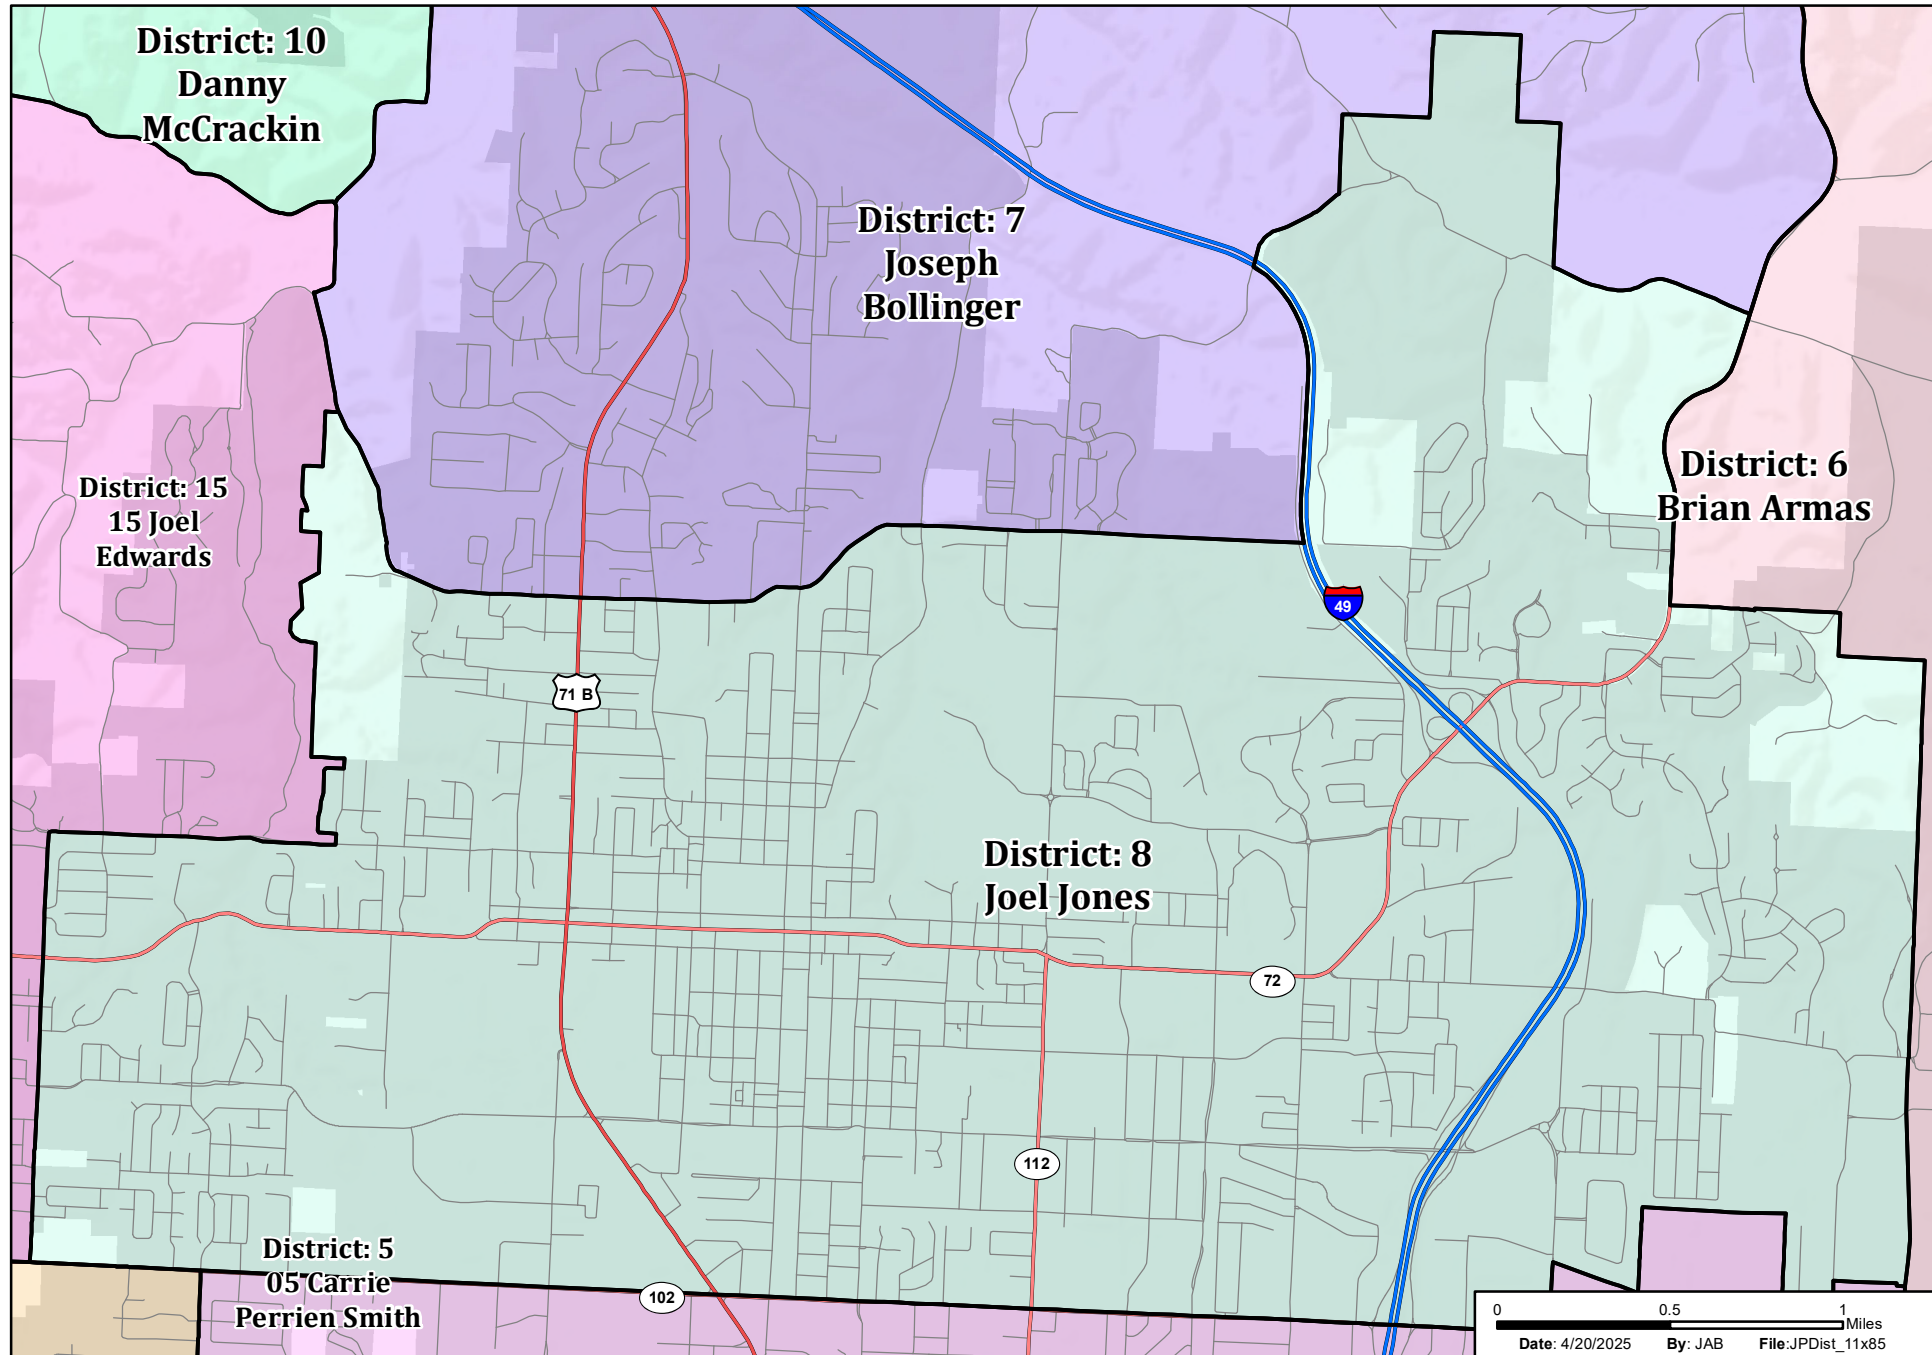 District: 10
Danny
McCrackin
District: 7
Joseph
Bollinger
District: 6
Brian Armas
District: 15
15 Joel
Edwards
49
71 B
District: 8
Joel Jones
72
112
District: 5
05 Carrie
Perrien Smith
102
0 0.5 1
Miles
Date: 4/20/2025 By: JAB File:JPDist_11x85